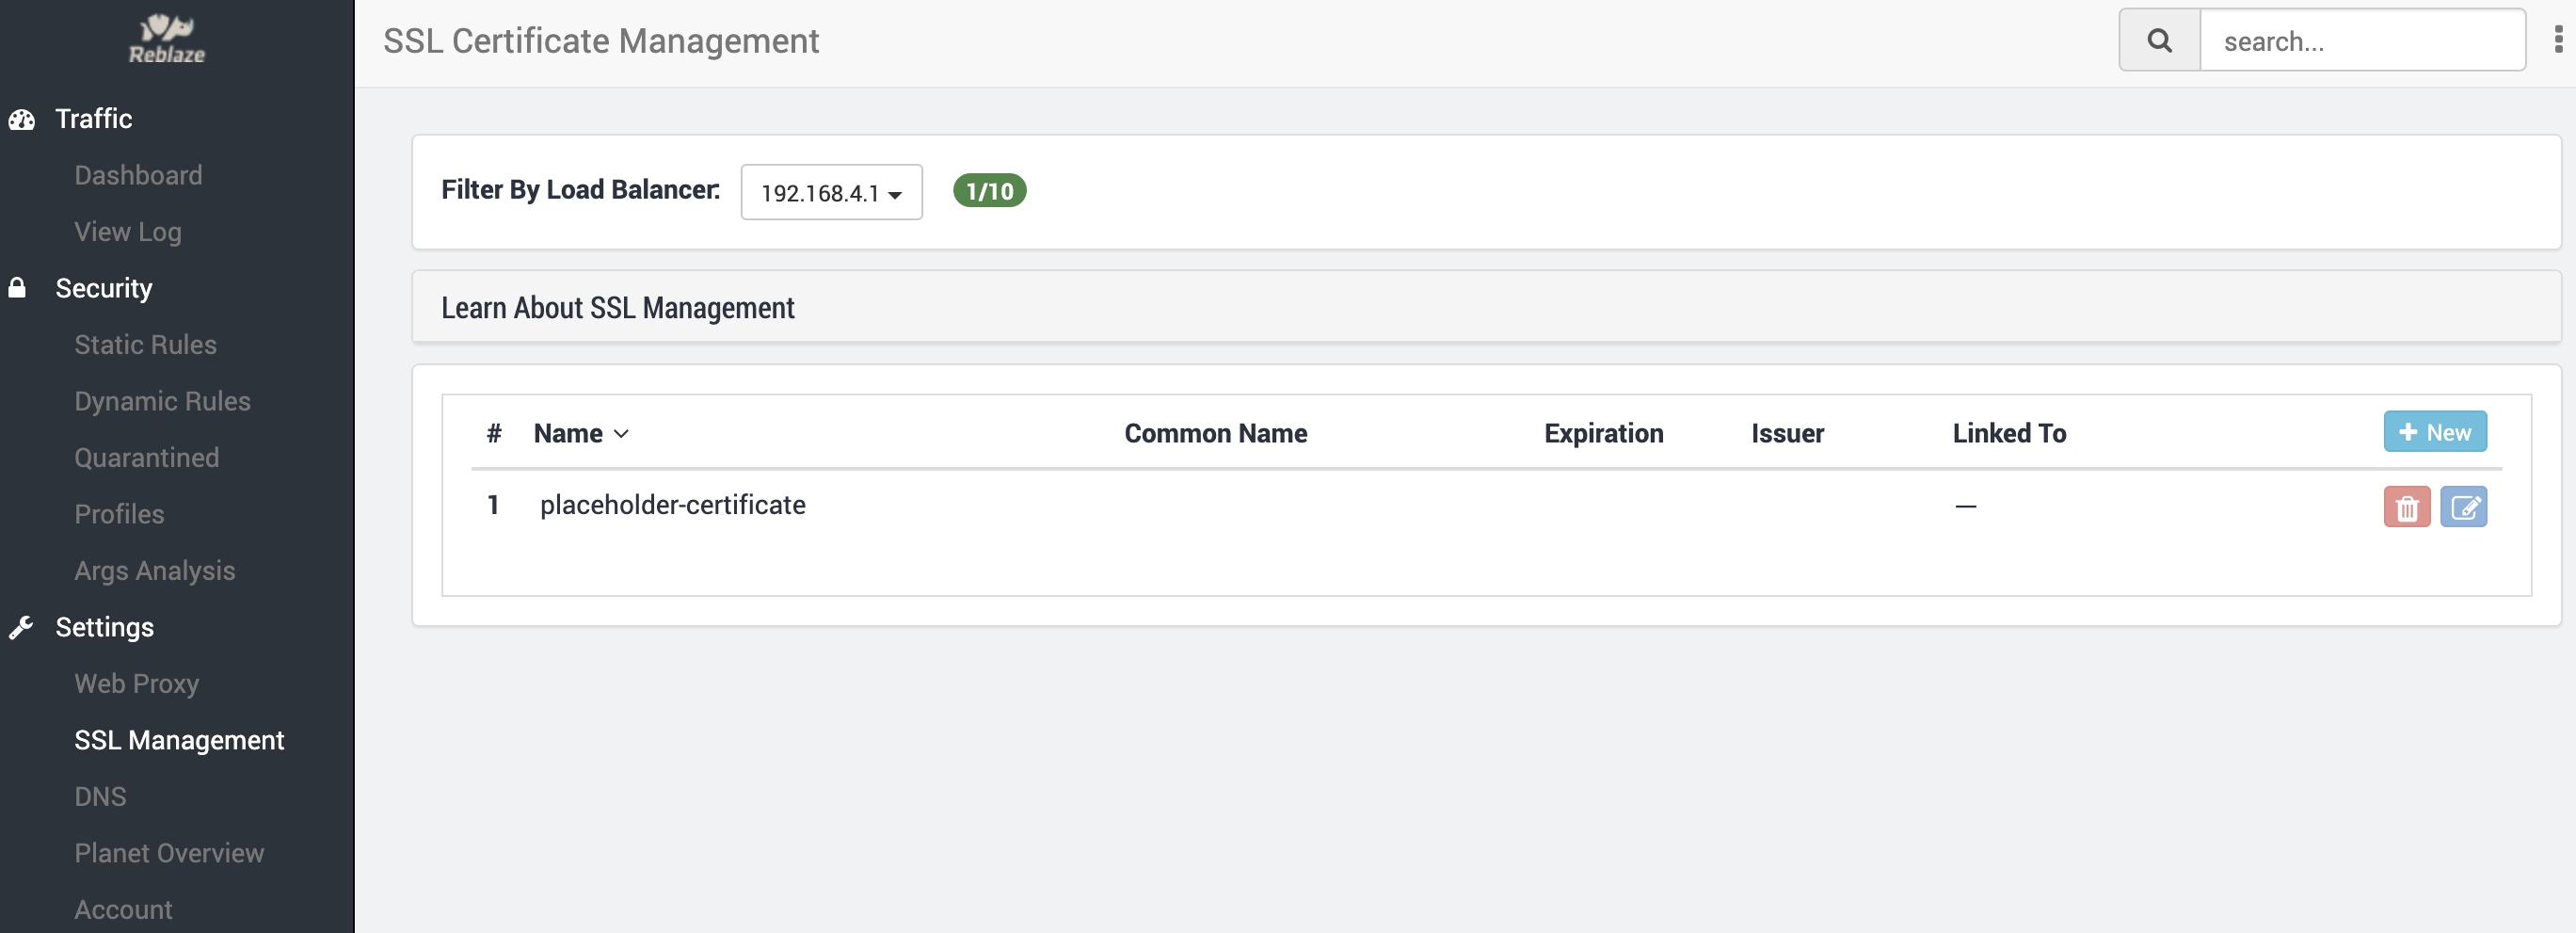 Reblaze
SSL Certificate Management
search...
Traffic
Dashboard
View Log
Security
Static Rules
Dynamic Rules
Quarantined
Profiles
Args Analysis
Settings
Web Proxy
SSL Management
DNS
Planet Overview
Account
Filter By Load Balancer: 192.168.4.1 1/10
Learn About SSL Management
# Name Common Name Expiration Issuer Linked To + New
1 placeholder-certificate —